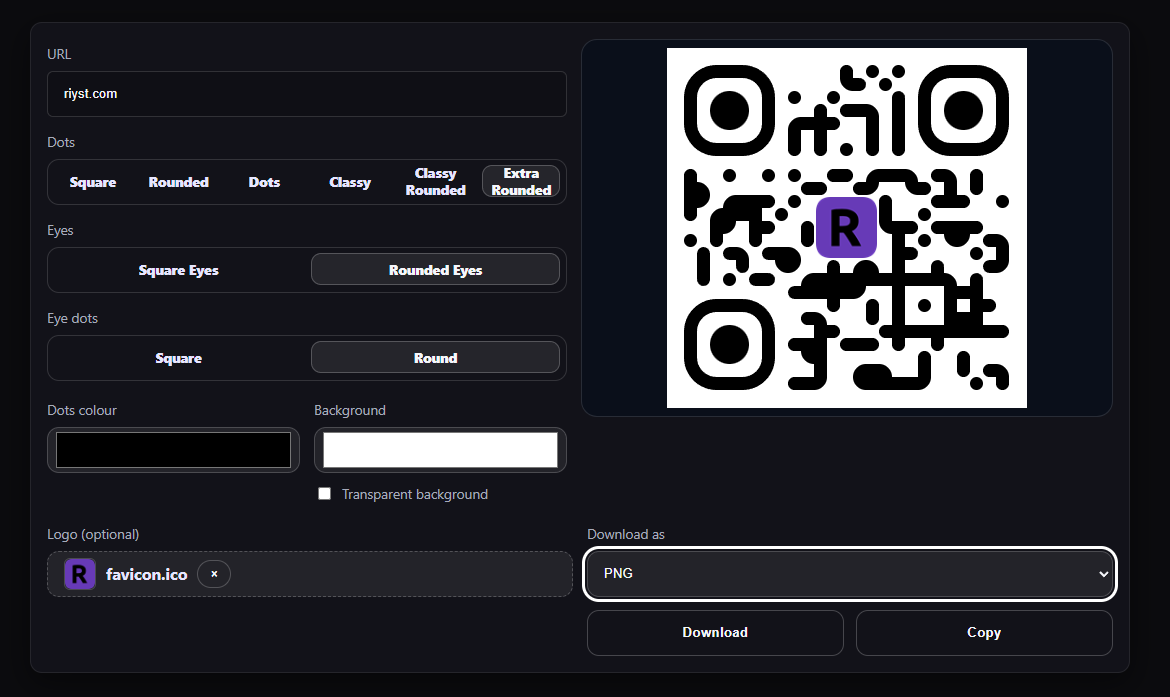 URL
riyst.com
Dots
Square
Rounded
Dots
Classy
Classy
Rounded
Extra
Rounded
Eyes
Square Eyes
Rounded Eyes
Eye dots
Square
Round
Dots colour
Background
Transparent background
Logo (optional)
R
favicon.ico
×
R
Download as
PNG
Download
Copy